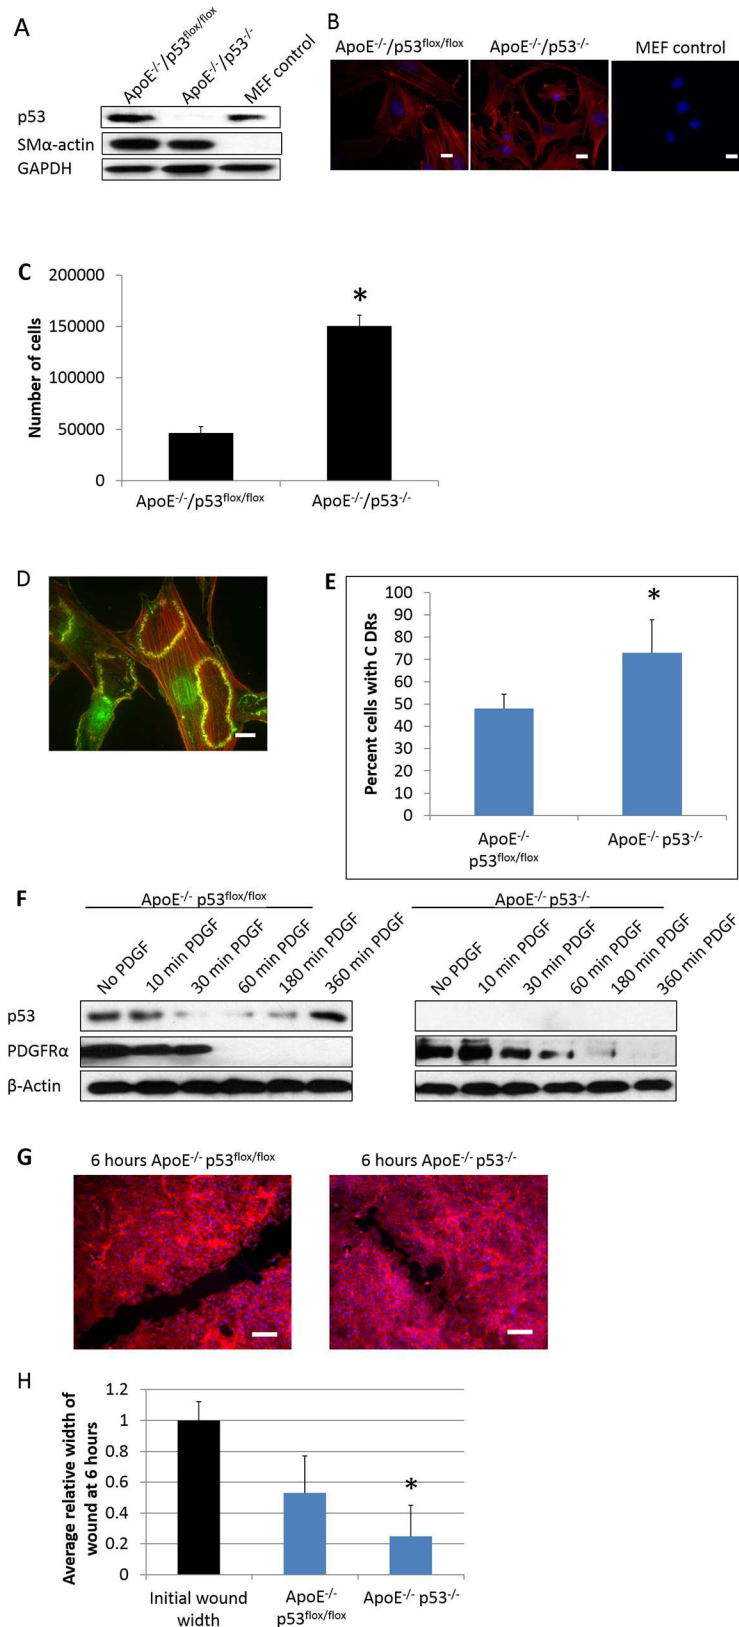 A
ApoE-/-/p53flox/flox
ApoE-/-/p53-/-
MEF control
p53
SMα-actin
GAPDH
B
ApoE-/-/p53flox/flox
ApoE-/-/p53-/-
MEF control
C
200000
150000
100000
50000
0
Number of cells
*
ApoE-/-/p53flox/flox
ApoE-/-/p53-/-
D
E
100
90
80
70
60
50
40
30
20
10
0
Percent cells with C DRs
*
ApoE-/-
p53flox/flox
ApoE-/- p53-/-
F
ApoE-/- p53flox/flox
ApoE-/- p53-/-
No PDGF
10 min PDGF
30 min PDGF
60 min PDGF
180 min PDGF
360 min PDGF
No PDGF
10 min PDGF
30 min PDGF
60 min PDGF
180 min PDGF
360 min PDGF
p53
PDGFRα
β-Actin
G
6 hours ApoE-/- p53flox/flox
6 hours ApoE-/- p53-/-
H
1.2
1
0.8
0.6
0.4
0.2
0
Average relative width of
wound at 6 hours
*
Initial wound
width
ApoE-/-
p53flox/flox
ApoE-/- p53-/-